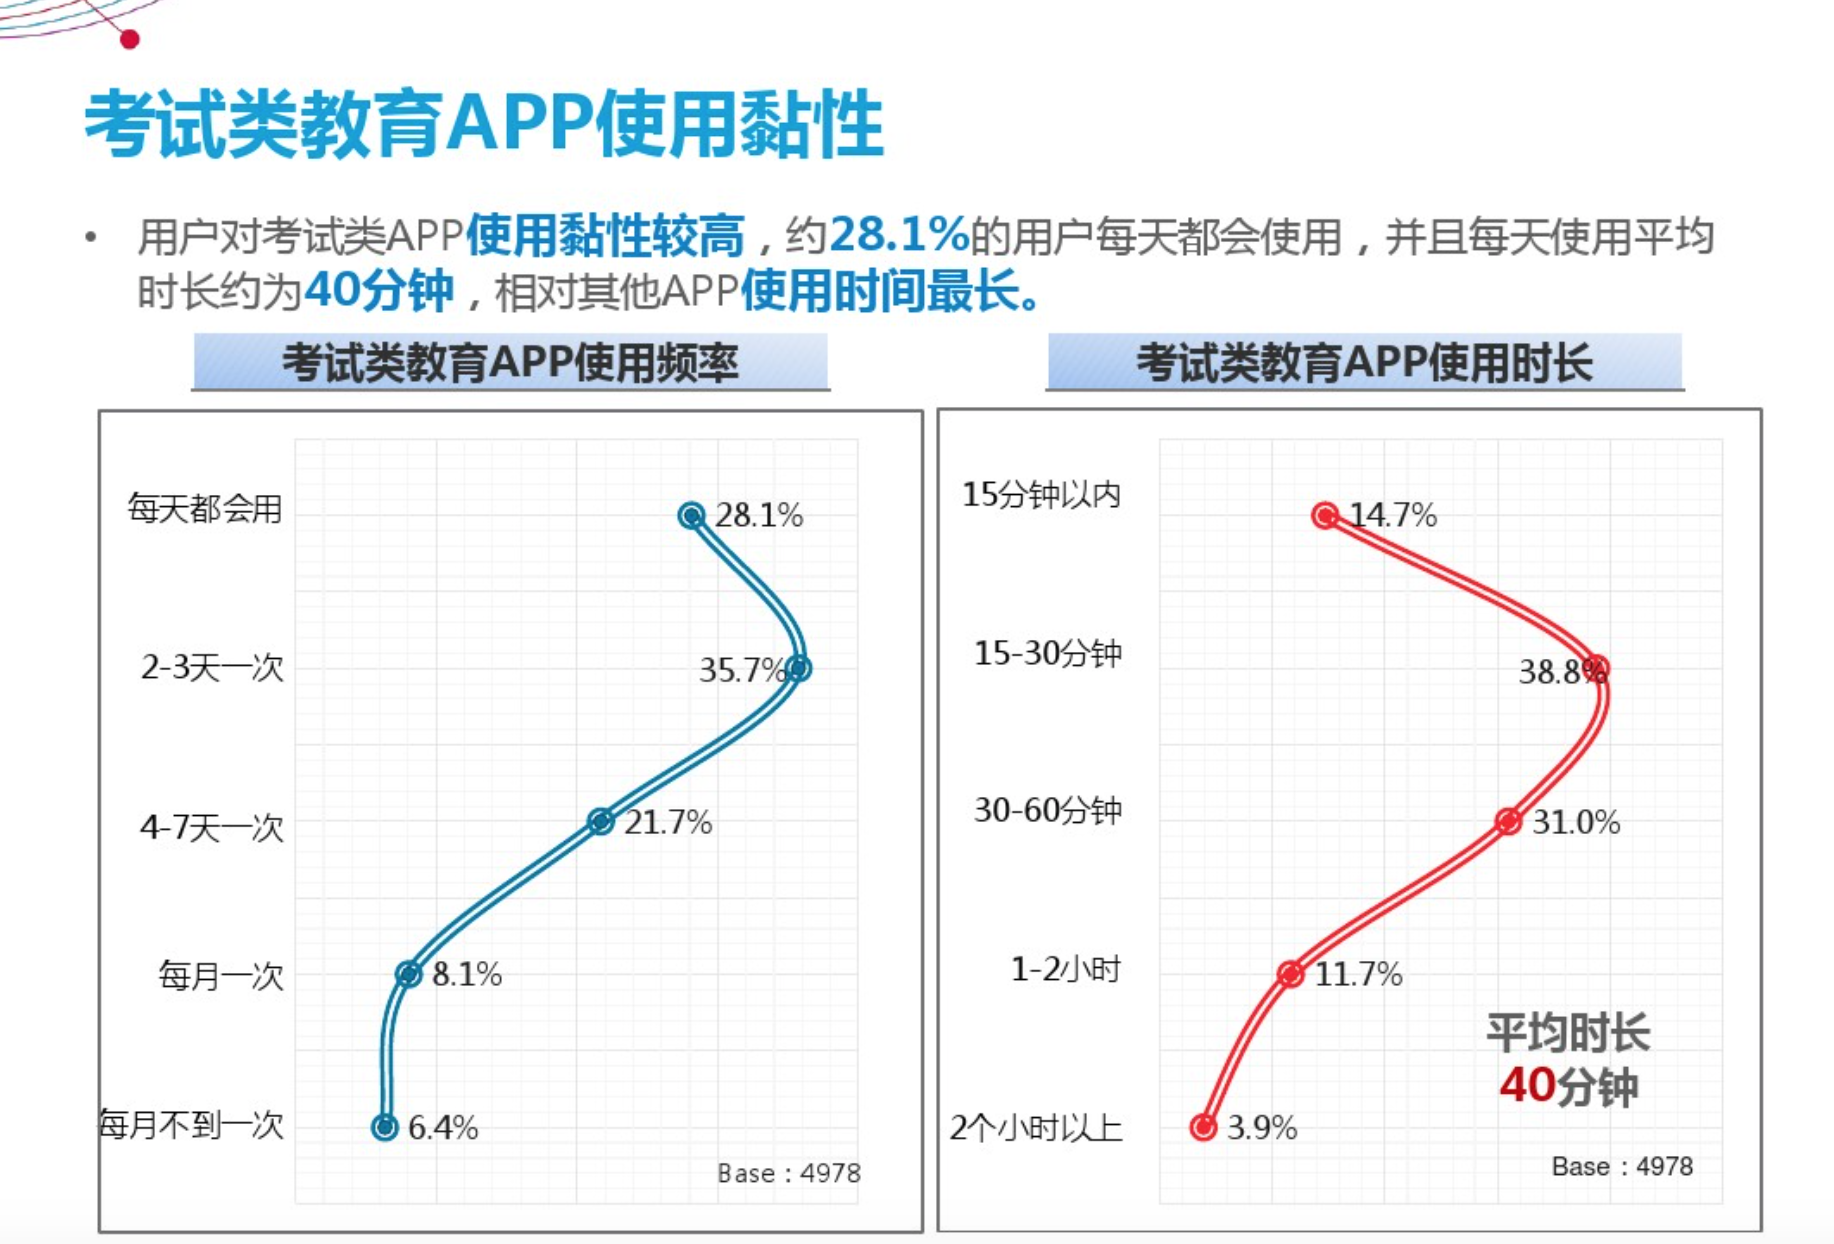 考试类教育APP使用黏性
• 用户对考试类APP使用黏性较高，约28.1%的用户每天都会使用，并且每天使用平均
时长约为40分钟，相对其他APP使用时间最长。
考试类教育APP使用频率
每天都会用 28.1%
2-3天一次 35.7%
4-7天一次 21.7%
每月一次 8.1%
每月不到一次 6.4%
Base：4978
考试类教育APP使用时长
15分钟以内 14.7%
15-30分钟 38.8%
30-60分钟 31.0%
1-2小时 11.7%
平均时长
40分钟
2个小时以上 3.9%
Base：4978